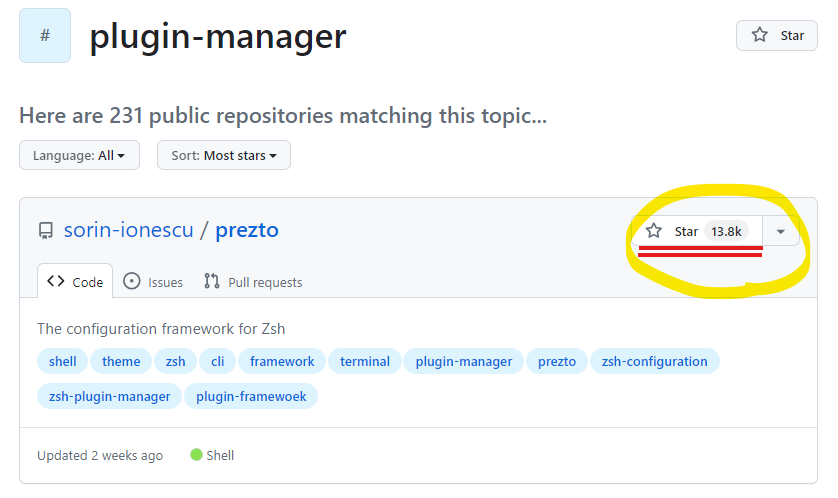 # plugin-manager
Star
Here are 231 public repositories matching this topic...
Language: All Sort: Most stars
sorin-ionescu / prezto
Star 13.8k
Code Issues Pull requests
The configuration framework for Zsh
shell theme zsh cli framework terminal plugin-manager prezto zsh-configuration
zsh-plugin-manager plugin-framewoek
Updated 2 weeks ago Shell